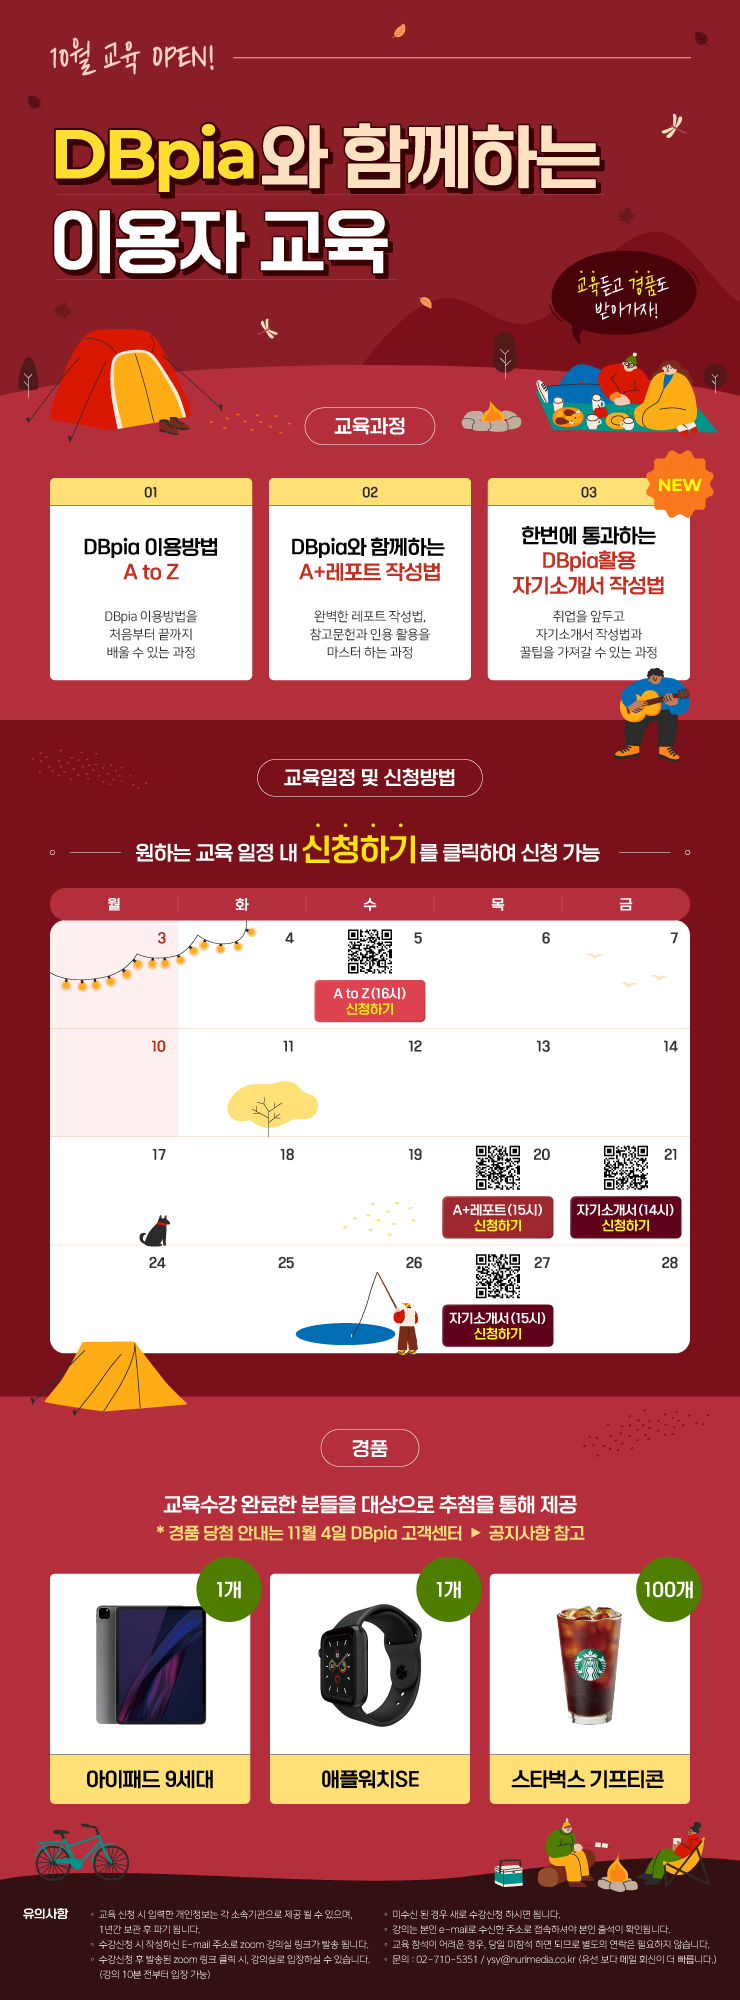 10월 교육 OPEN!
DBpia와 함께하는
이용자 교육
교육듣고 경품도
받아가자!
교육과정
01
DBpia 이용방법
A to Z
DBpia 이용방법을
처음부터 끝까지
배울 수 있는 과정
02
DBpia와 함께하는
A+레포트 작성법
완벽한 레포트 작성법,
참고문헌과 인용 활용을
마스터 하는 과정
03
NEW
한번에 통과하는
DBpia활용
자기소개서 작성법
취업을 앞두고
자기소개서 작성법과
꿀팁을 가져갈 수 있는 과정
교육일정 및 신청방법
원하는 교육 일정 내 신청하기를 클릭하여 신청 가능
월 화 수 목 금
3 4 5 6 7
A to Z(16시)
신청하기
10 11 12 13 14
17 18 19 20 21
A+레포트(15시) 자기소개서(14시)
신청하기 신청하기
24 25 26 27 28
자기소개서(15시)
신청하기
경품
교육수강 완료한 분들을 대상으로 추첨을 통해 제공
* 경품 당첨 안내는 11월 4일 DBpia 고객센터 ▶ 공지사항 참고
1개
아이패드 9세대
1개
애플워치SE
100개
스타벅스 기프티콘
유의사항
◦ 교육 신청 시 입력한 개인정보는 각 소속기관으로 제공 될 수 있으며,
1년간 보관 후 파기 됩니다.
◦ 수강신청 시 작성하신 E-mail 주소로 zoom 강의실 링크가 발송 됩니다.
◦ 수강신청 후 발송된 zoom 링크 클릭 시, 강의실로 입장하실 수 있습니다.
(강의 10분 전부터 입장 가능)
◦ 미수신 된 경우 새로 수강신청 하시면 됩니다.
◦ 강의는 본인 e-mail로 수신한 주소로 접속하셔야 본인 출석이 확인됩니다.
◦ 교육 참석이 어려운 경우, 당일 미참석 하면 되므로 별도의 연락은 필요하지 않습니다.
◦ 문의 : 02-710-5351 / ysy@nurimedia.co.kr (유선 보다 메일 회신이 더 빠릅니다.)